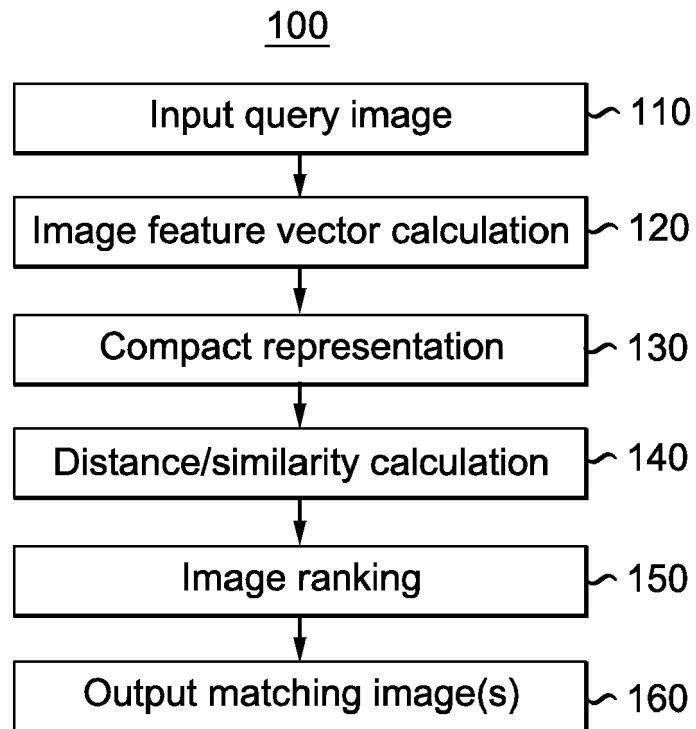 100
Input query image 110
Image feature vector calculation 120
Compact representation 130
Distance/similarity calculation 140
Image ranking 150
Output matching image(s) 160